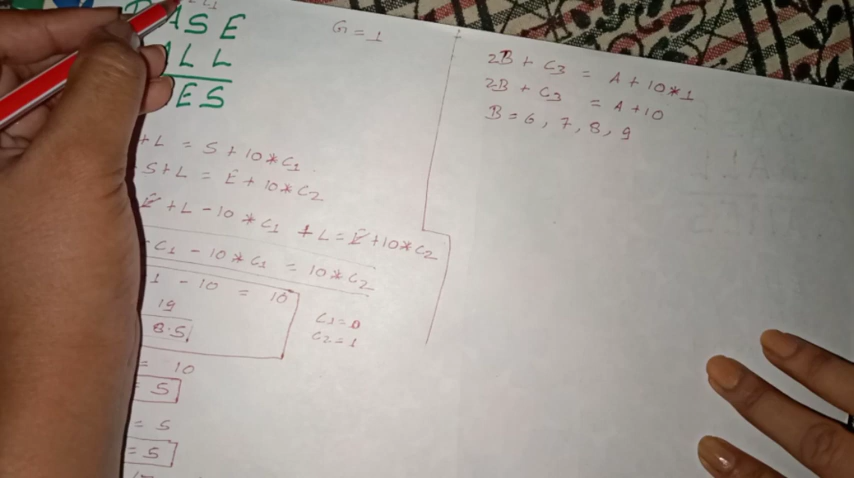 ASE
ALL
ES
G = 1
+ L = S + 10 * C1
S + L = E + 10 * C2
E + L - 10 * C1 + L = E + 10 * C2
C1 - 10 * C1 = 10 * C2
1 - 10 = 10
19
8.5
C1 = 0
C2 = 1
= 10
= 5
= 5
= 5
2B + C3 = A + 10 * 1
2B + C3 = A + 10
B = 6, 7, 8, 9